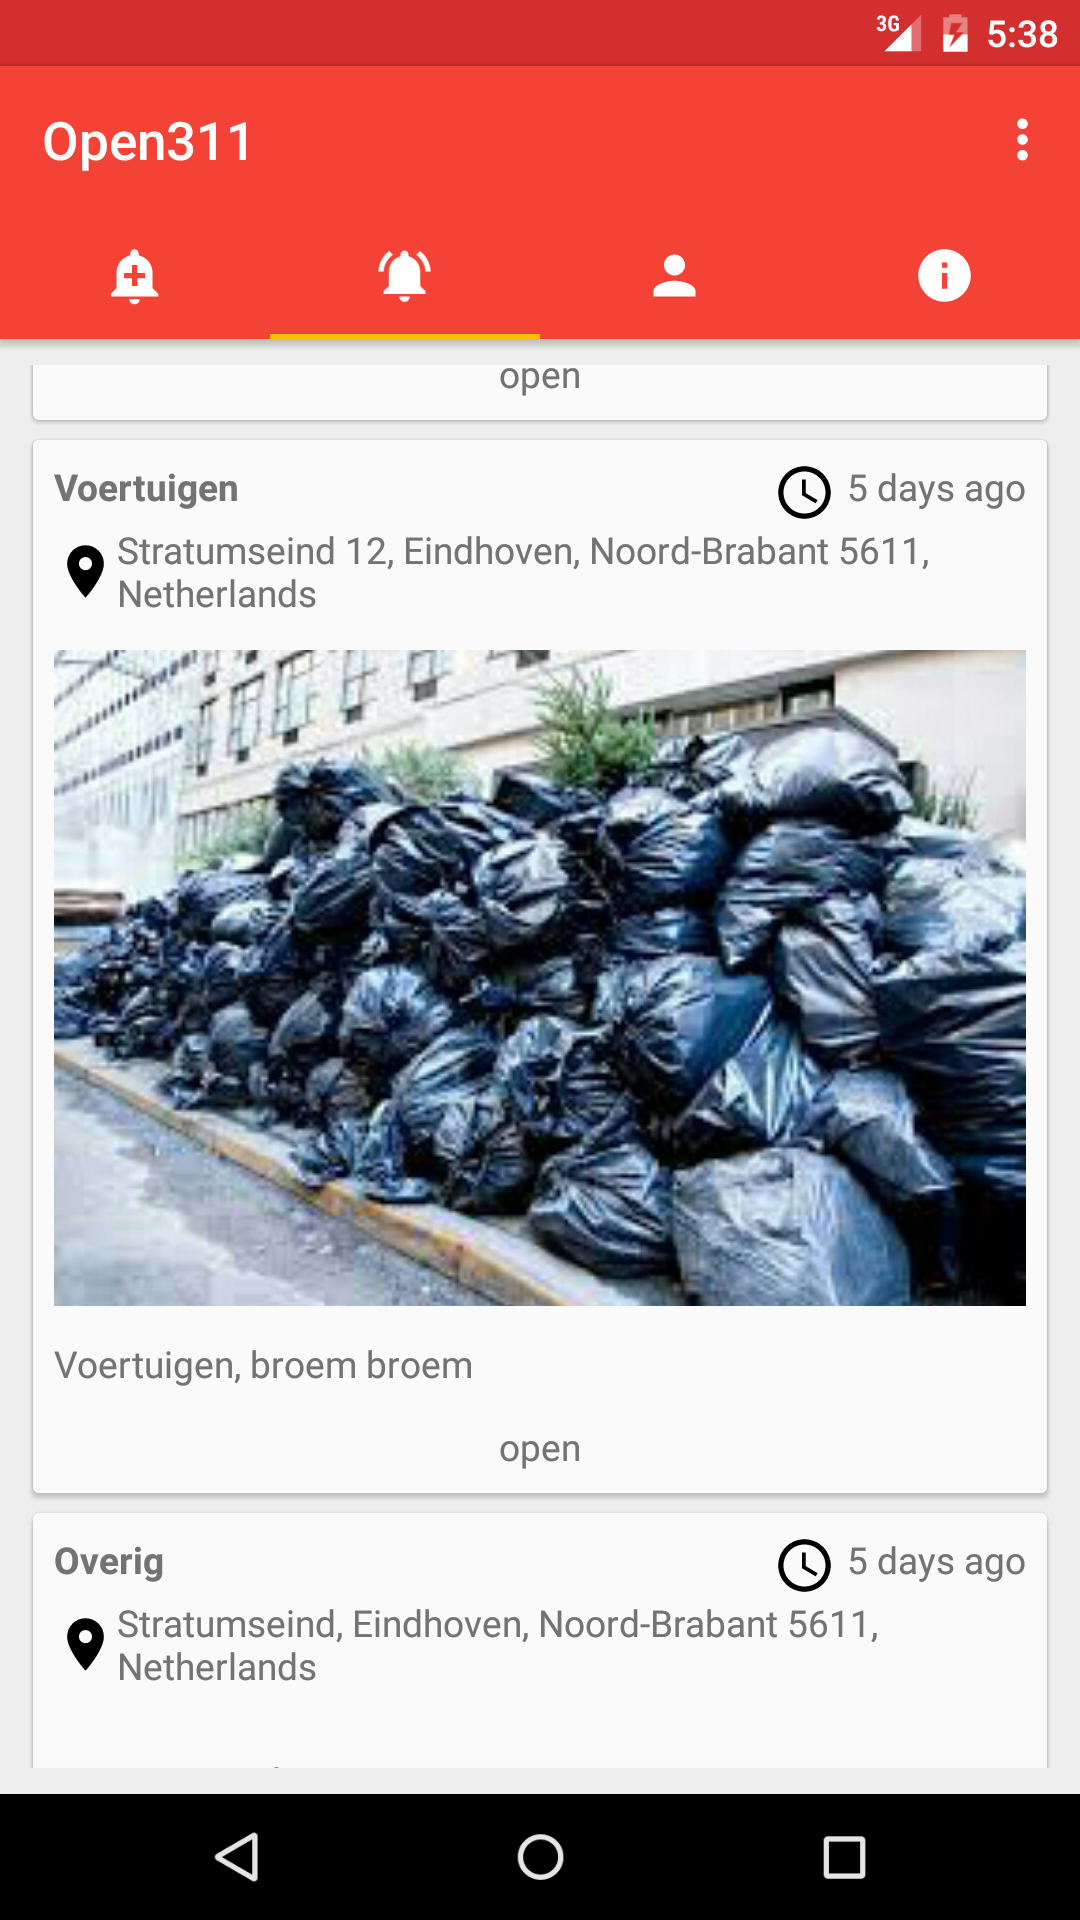 3G 5:38
Open311
open
Voertuigen 5 days ago
Stratumseind 12, Eindhoven, Noord-Brabant 5611,
Netherlands
Voertuigen, broem broem
open
Overig 5 days ago
Stratumseind, Eindhoven, Noord-Brabant 5611,
Netherlands